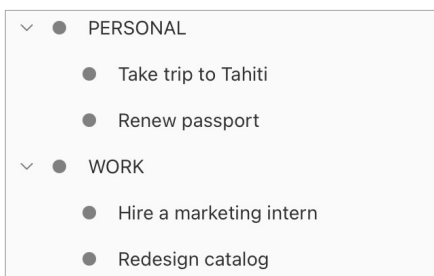 PERSONAL
Take trip to Tahiti
Renew passport
WORK
Hire a marketing intern
Redesign catalog